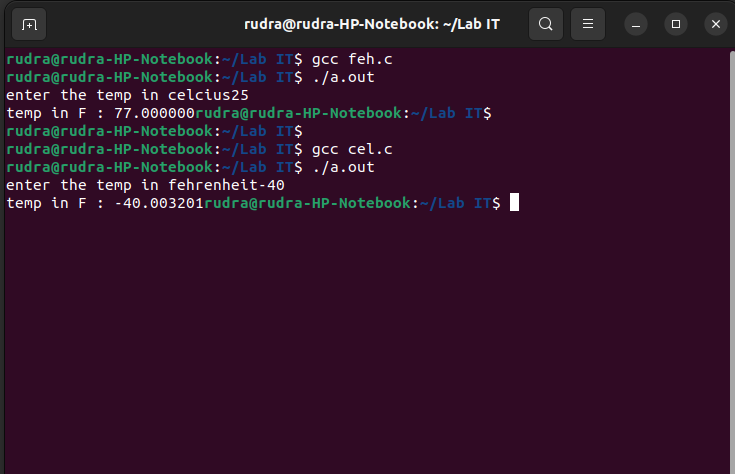 rudra@rudra-HP-Notebook: ~/Lab IT
rudra@rudra-HP-Notebook:~/Lab IT$ gcc feh.c
rudra@rudra-HP-Notebook:~/Lab IT$ ./a.out
enter the temp in celcius25
temp in F : 77.000000rudra@rudra-HP-Notebook:~/Lab IT$
rudra@rudra-HP-Notebook:~/Lab IT$
rudra@rudra-HP-Notebook:~/Lab IT$ gcc cel.c
rudra@rudra-HP-Notebook:~/Lab IT$ ./a.out
enter the temp in fehrenheit-40
temp in F : -40.003201rudra@rudra-HP-Notebook:~/Lab IT$